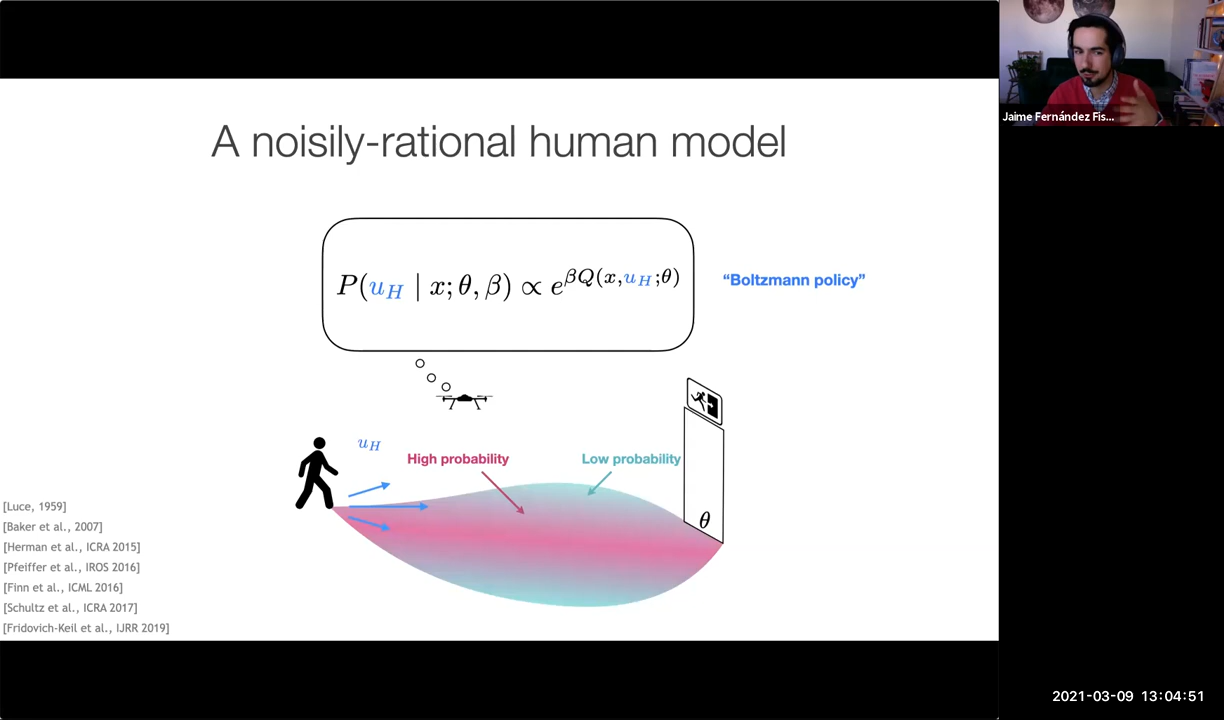 A noisily-rational human model
P(u_H | x; θ, β) ∝ e^{βQ(x,u_H;θ)}
“Boltzmann policy”
u_H
High probability
Low probability
θ
[Luce, 1959]
[Baker et al., 2007]
[Herman et al., ICRA 2015]
[Pfeiffer et al., IROS 2016]
[Finn et al., ICML 2016]
[Schultz et al., ICRA 2017]
[Fridovich-Keil et al., IJRR 2019]
Jaime Fernández Fis...
2021-03-09 13:04:51